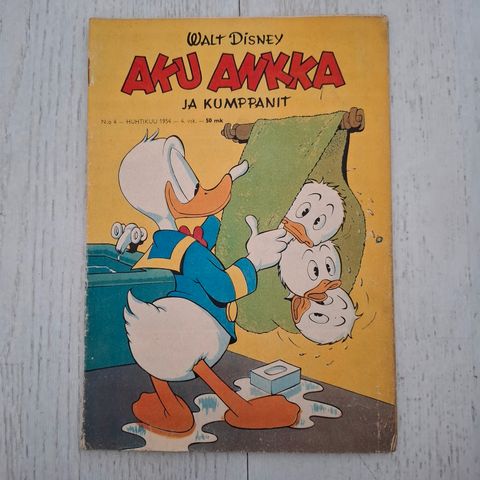 WALT DISNEY
AKU ANKKA
JA KUMPPANIT
N:o 4 — HUHTIKUU 1954 — 4. vsk. — 50 mk